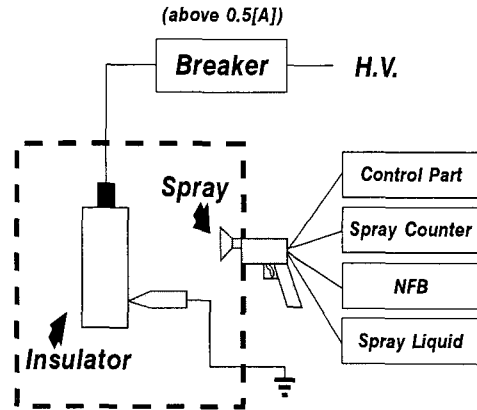 (above 0.5[A])
Breaker
H.V.
Spray
Control Part
Spray Counter
NFB
Spray Liquid
Insulator